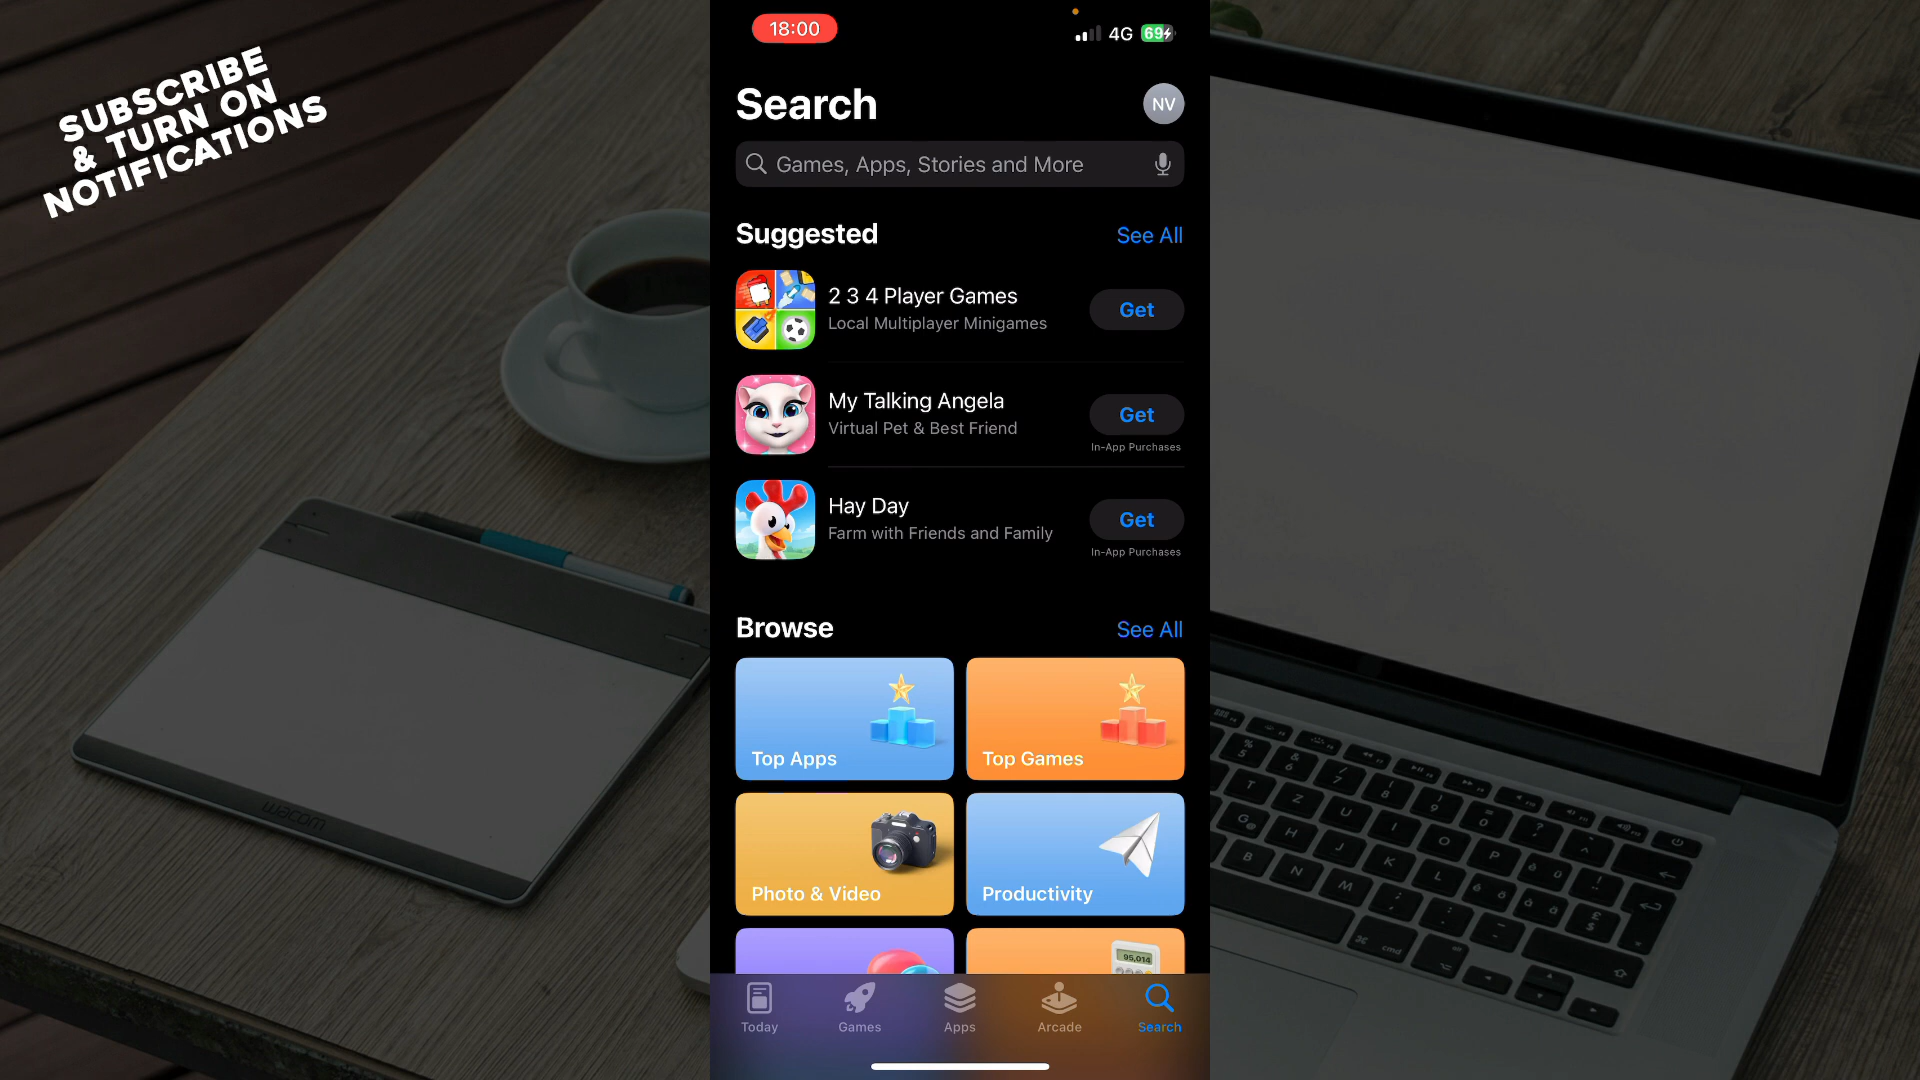 SUBSCRIBE
& TURN ON
NOTIFICATIONS
18:00
4G
69
Search
NV
Games, Apps, Stories and More
Suggested
See All
2 3 4 Player Games
Local Multiplayer Minigames
Get
My Talking Angela
Virtual Pet & Best Friend
Get
In-App Purchases
Hay Day
Farm with Friends and Family
Get
In-App Purchases
Browse
See All
Top Apps
Top Games
Photo & Video
Productivity
95,014
Today
Games
Apps
Arcade
Search
wacom